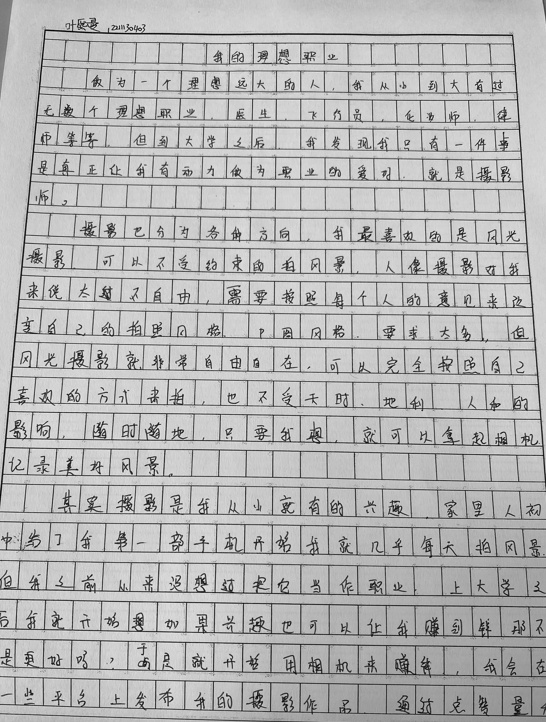 叶 1221130403
我的理想职业
做为一个理想远大的人，我从小到大有过
无数个理想职业，医生，飞行员，化妆师，律
师等等，但到大学之后，我发现我只有一件事
是真正让我有动力做为职业的爱好，就是摄影
师。
摄影也分为各种方向，我最喜欢的是风光
摄影，可以不受约束的拍风景，人像摄影对我
来说太过不自由，需要按照每个人的意见来改
变自己的拍照风格，P图风格，要求太多，但
风光摄影就非常自由自在，可以完全按照自己
喜欢的方式来拍，也不受天时，地利，人和的
影响，随时随地，只要我想，就可以拿起相机
记录美好风景。
其实摄影是我从小就有的兴趣，家里人初
中给了我第一部手机开始我就几乎每天拍风景
但我之前从来没想过把它当作职业，上大学之
后我就开始想如果兴趣也可以让我赚到钱那不
是更好吗，于是就开始用相机来赚钱，我会在
一些平台上发布我的摄影作品，通过点赞量